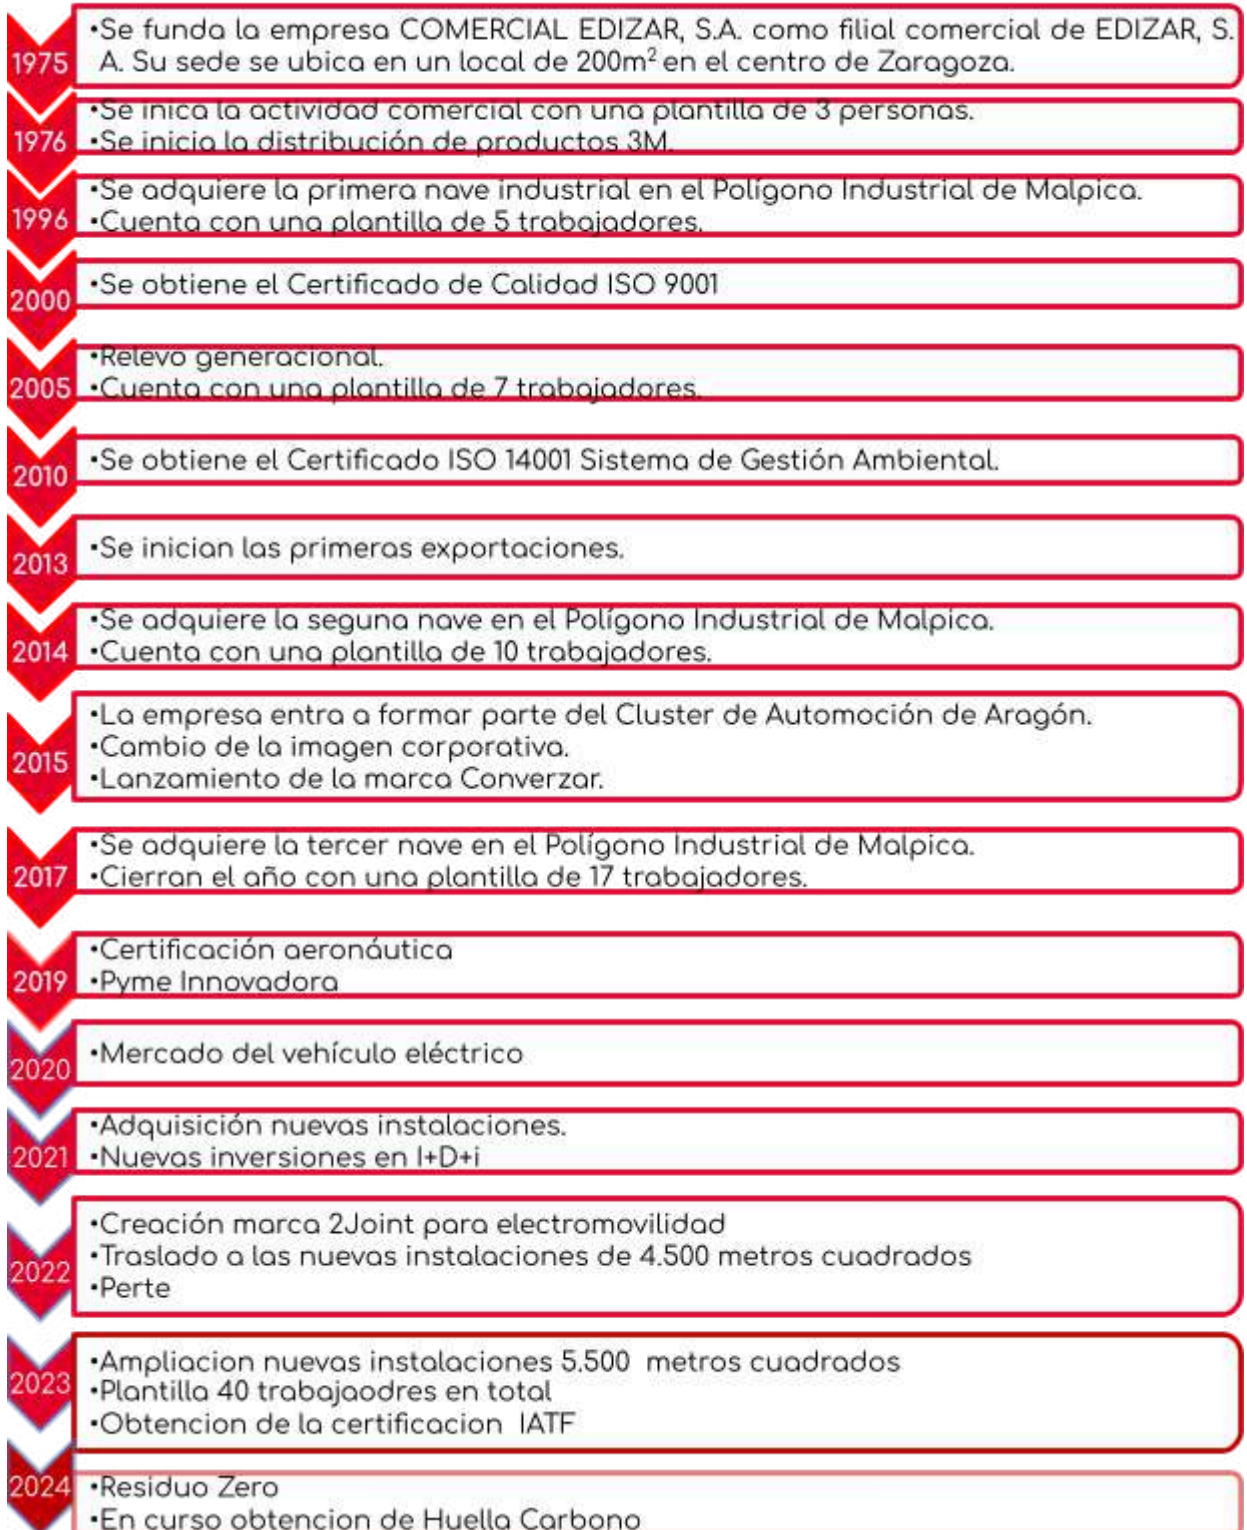 1975
•Se funda la empresa COMERCIAL EDIZAR, S.A. como filial comercial de EDIZAR, S.
A. Su sede se ubica en un local de 200m² en el centro de Zaragoza.
1976
•Se inica la actividad comercial con una plantilla de 3 personas.
•Se inicia la distribución de productos 3M.
1996
•Se adquiere la primera nave industrial en el Polígono Industrial de Malpica.
•Cuenta con una plantilla de 5 trabajadores.
2000
•Se obtiene el Certificado de Calidad ISO 9001
2005
•Relevo generacional.
•Cuenta con una plantilla de 7 trabajadores.
2010
•Se obtiene el Certificado ISO 14001 Sistema de Gestión Ambiental.
2013
•Se inician las primeras exportaciones.
2014
•Se adquiere la seguna nave en el Polígono Industrial de Malpica.
•Cuenta con una plantilla de 10 trabajadores.
2015
•La empresa entra a formar parte del Cluster de Automoción de Aragón.
•Cambio de la imagen corporativa.
•Lanzamiento de la marca Converzar.
2017
•Se adquiere la tercer nave en el Polígono Industrial de Malpica.
•Cierran el año con una plantilla de 17 trabajadores.
2019
•Certificación aeronáutica
•Pyme Innovadora
2020
•Mercado del vehículo eléctrico
2021
•Adquisición nuevas instalaciones.
•Nuevas inversiones en I+D+i
2022
•Creación marca 2Joint para electromovilidad
•Traslado a las nuevas instalaciones de 4.500 metros cuadrados
•Perte
2023
•Ampliacion nuevas instalaciones 5.500 metros cuadrados
•Plantilla 40 trabajaodres en total
•Obtencion de la certificacion IATF
2024
•Residuo Zero
•En curso obtencion de Huella Carbono